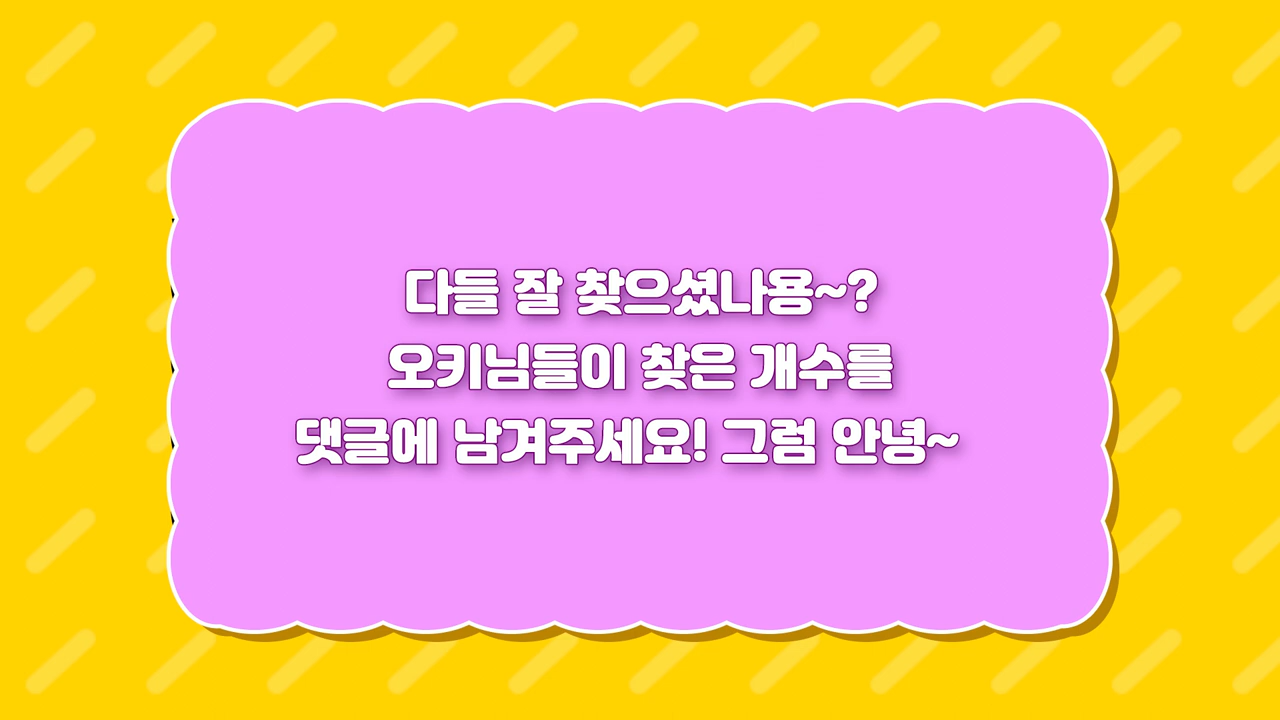 다들 잘 찾으셨나용~?
오키님들이 찾은 개수를
댓글에 남겨주세요! 그럼 안녕~